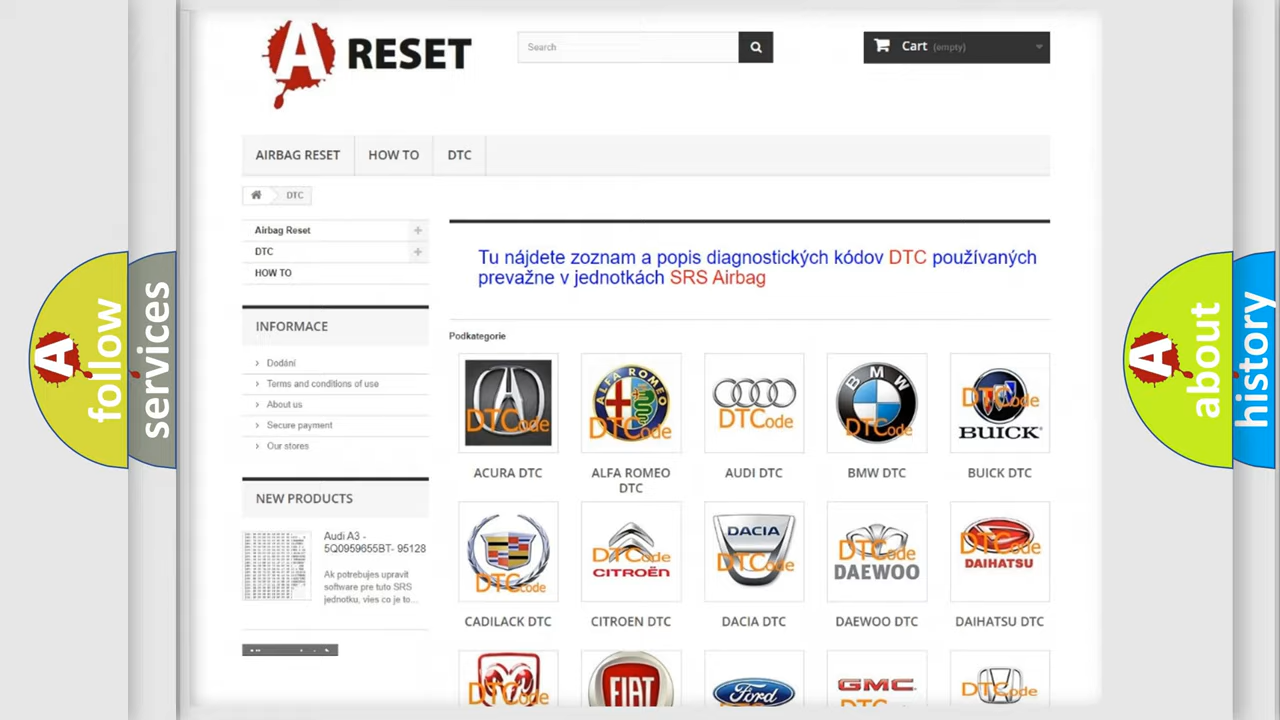 A RESET
Search
Cart (empty)
AIRBAG RESET
HOW TO
DTC
DTC
Airbag Reset
DTC
HOW TO
INFORMACE
Dodání
Terms and conditions of use
About us
Secure payment
Our stores
NEW PRODUCTS
Audi A3 -
5Q0959655BT- 95128
Ak potrebujes upravit
software pre tuto SRS
jednotku, vies co je to...
Tu nájdete zoznam a popis diagnostických kódov DTC používaných
prevažne v jednotkách SRS Airbag
Podkategorie
DTCode
ALFA ROMEO
DTCode
DTCode
BMW
DTCode
DTCode
BUICK
ACURA DTC
ALFA ROMEO
DTC
AUDI DTC
BMW DTC
BUICK DTC
DTCode
DTCode
CITROËN
DACIA
DTCode
DTCode
DAEWOO
DTCode
DAIHATSU
CADILACK DTC
CITROEN DTC
DACIA DTC
DAEWOO DTC
DAIHATSU DTC
DTCode
FIAT
Ford
GMC
DTCode
A follow
services
A about
history